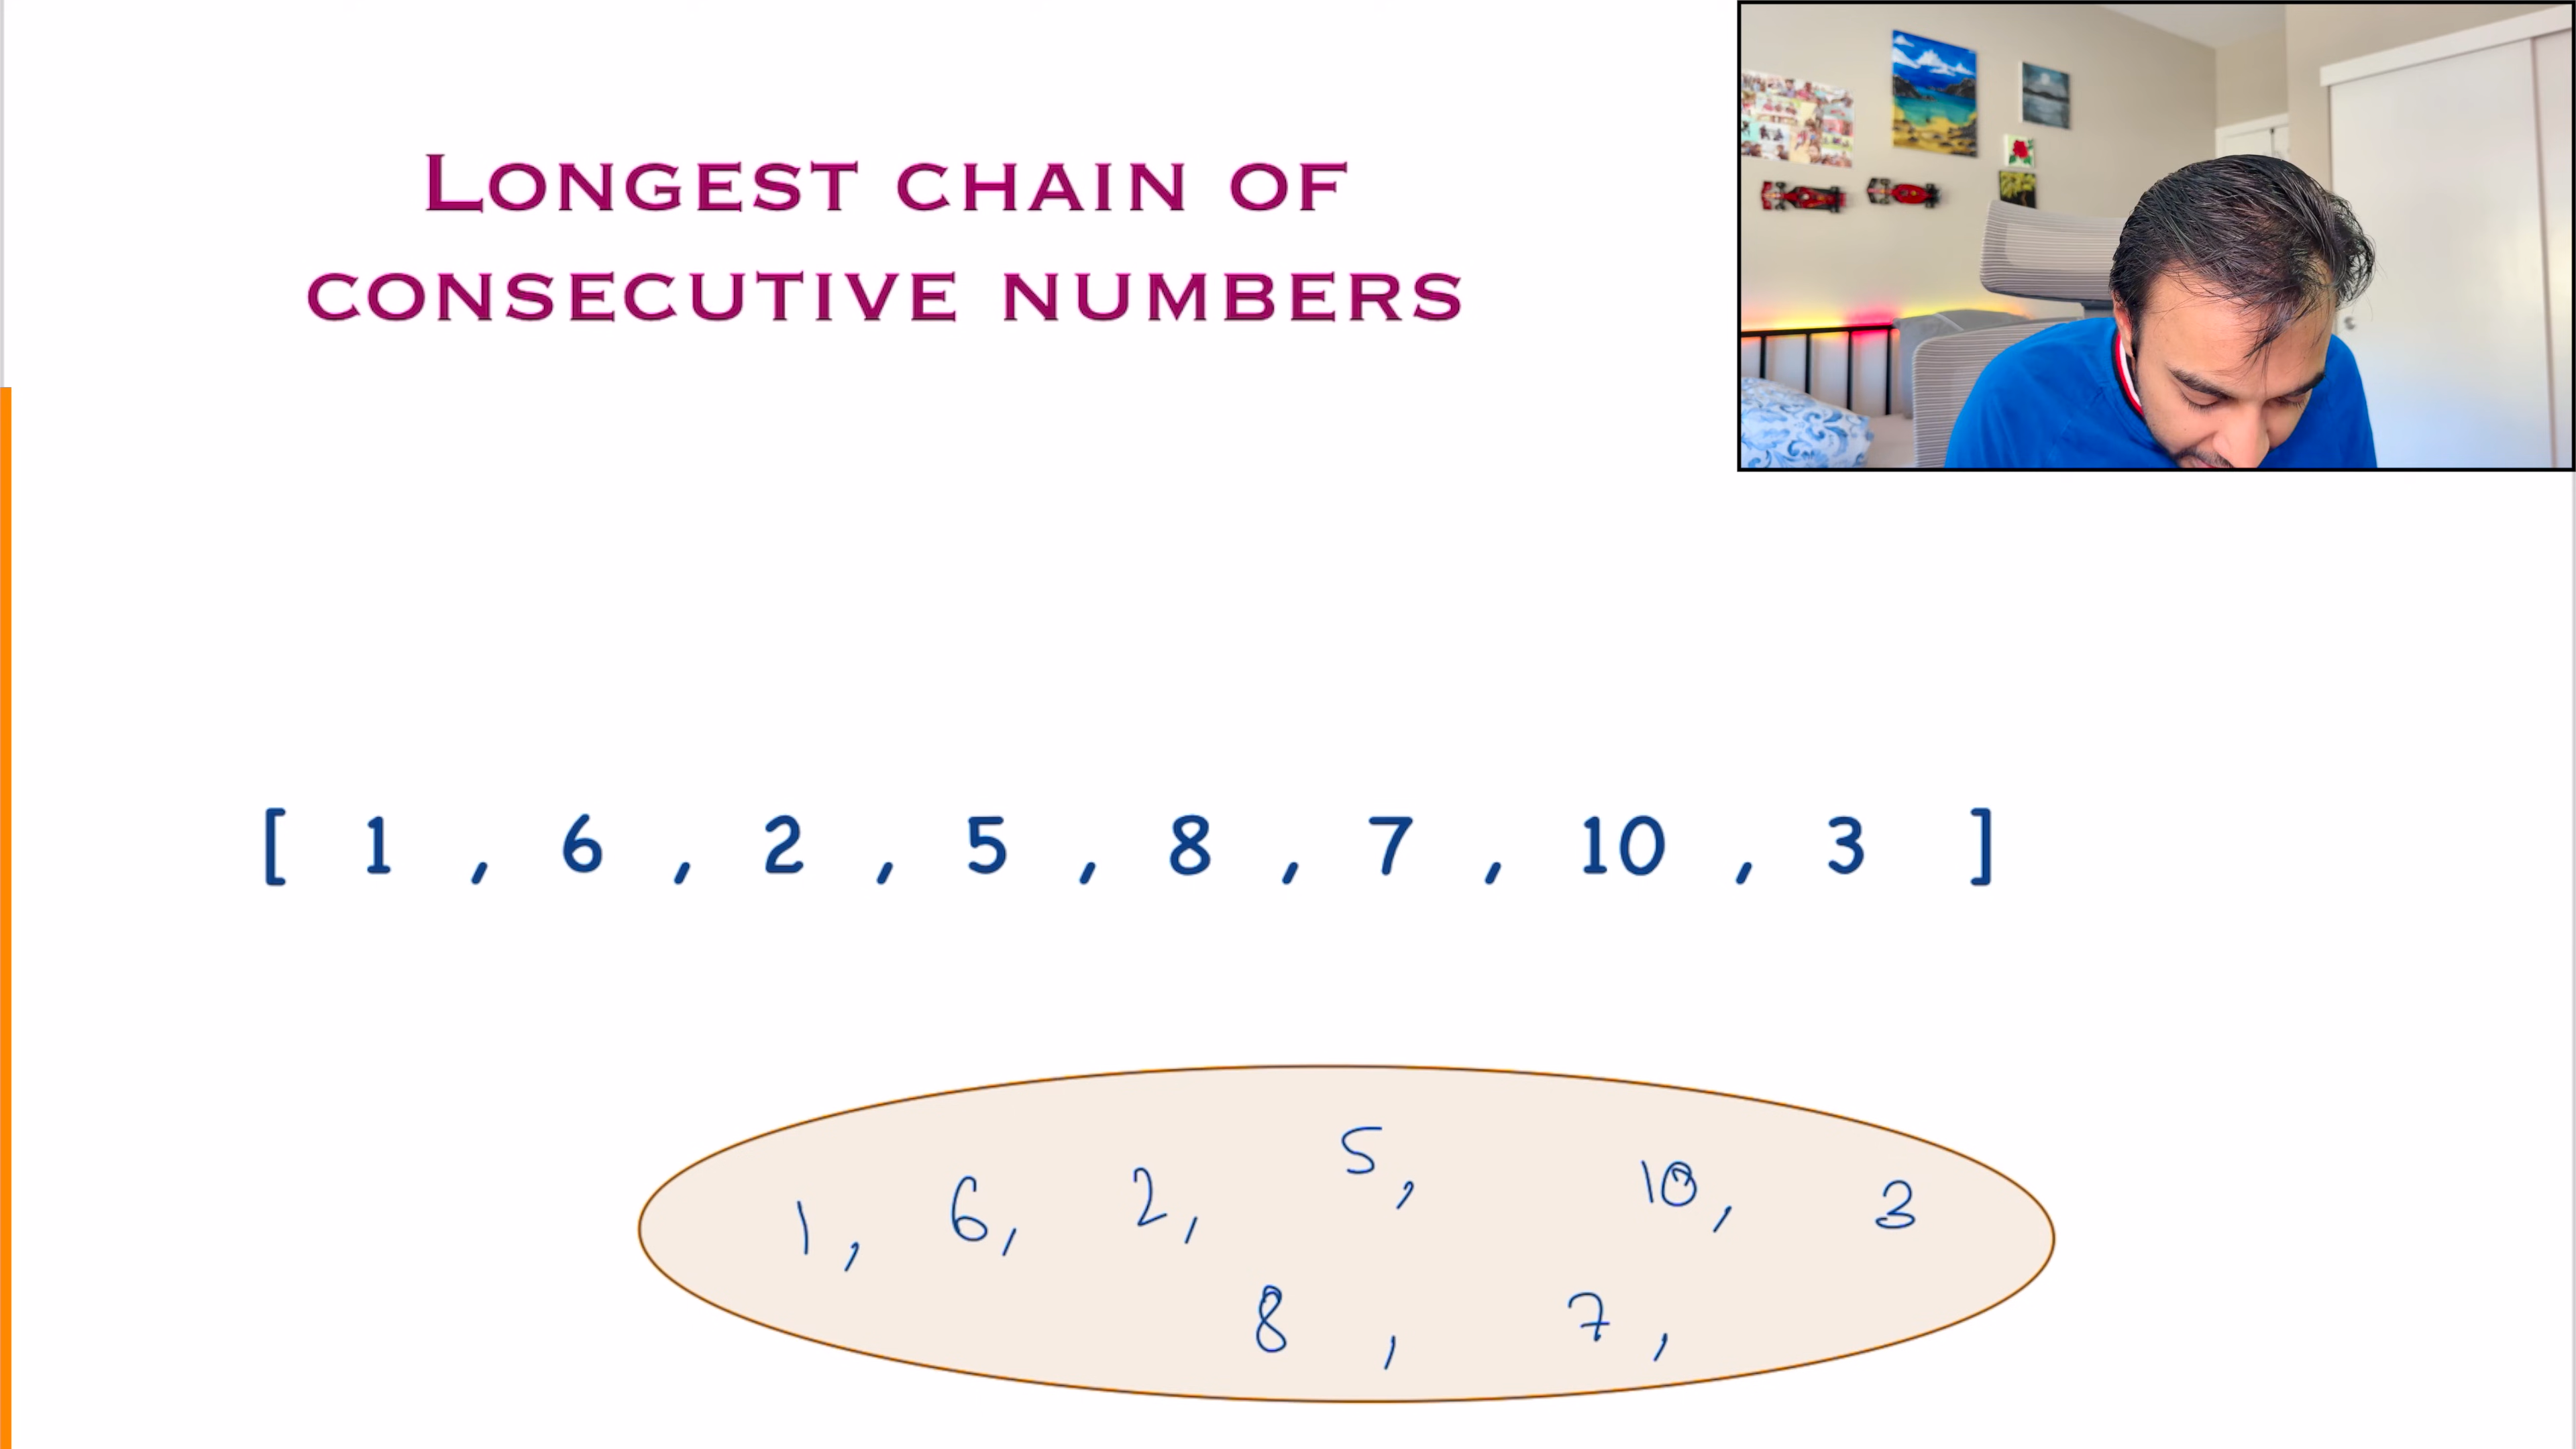 LONGEST CHAIN OF
CONSECUTIVE NUMBERS
[ 1 , 6 , 2 , 5 , 8 , 7 , 10 , 3 ]
1, 6, 2, 5, 10, 3
8, 7,